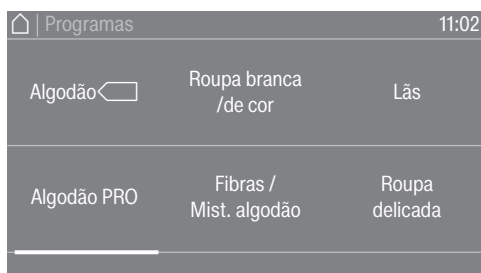 Programas 11:02
Algodão
Roupa branca
/de cor
Lãs
Algodão PRO
Fibras /
Mist. algodão
Roupa
delicada